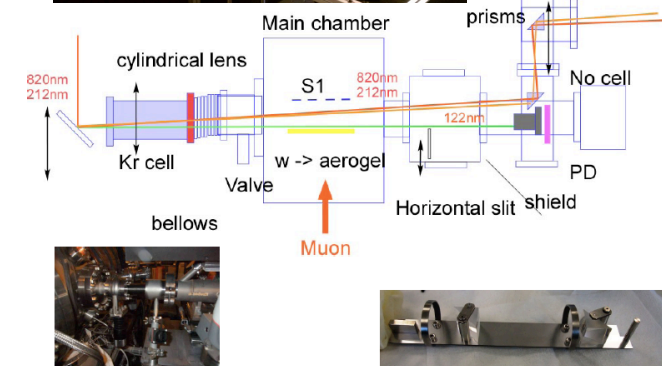 Main chamber
prisms
cylindrical lens
820nm
212nm
S1
820nm
212nm
No cell
122nm
Kr cell
w -> aerogel
Valve
PD
Horizontal slit
shield
bellows
Muon